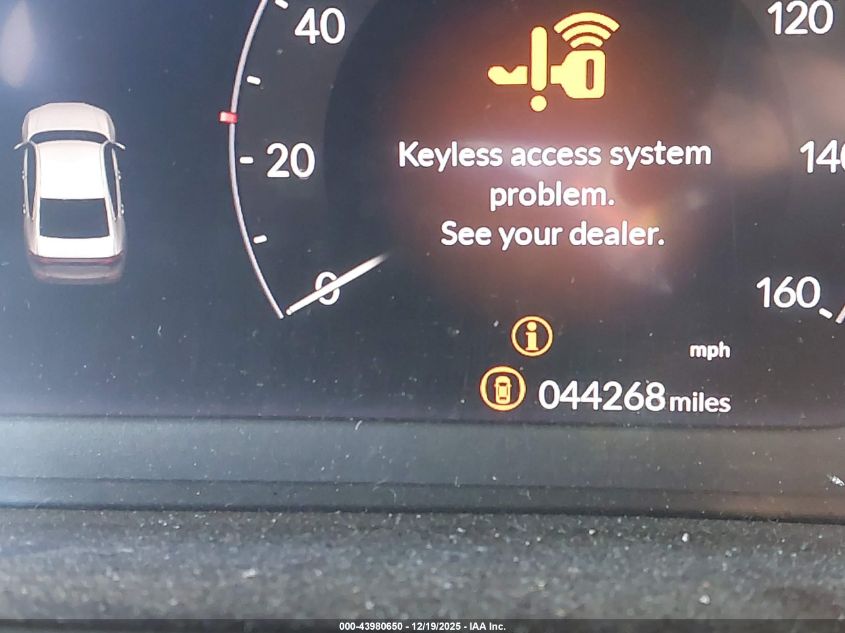 40
120
20
Keyless access system
problem.
See your dealer.
0
160
mph
044268 miles
000-43980650 - 12/19/2025 - IAA Inc.